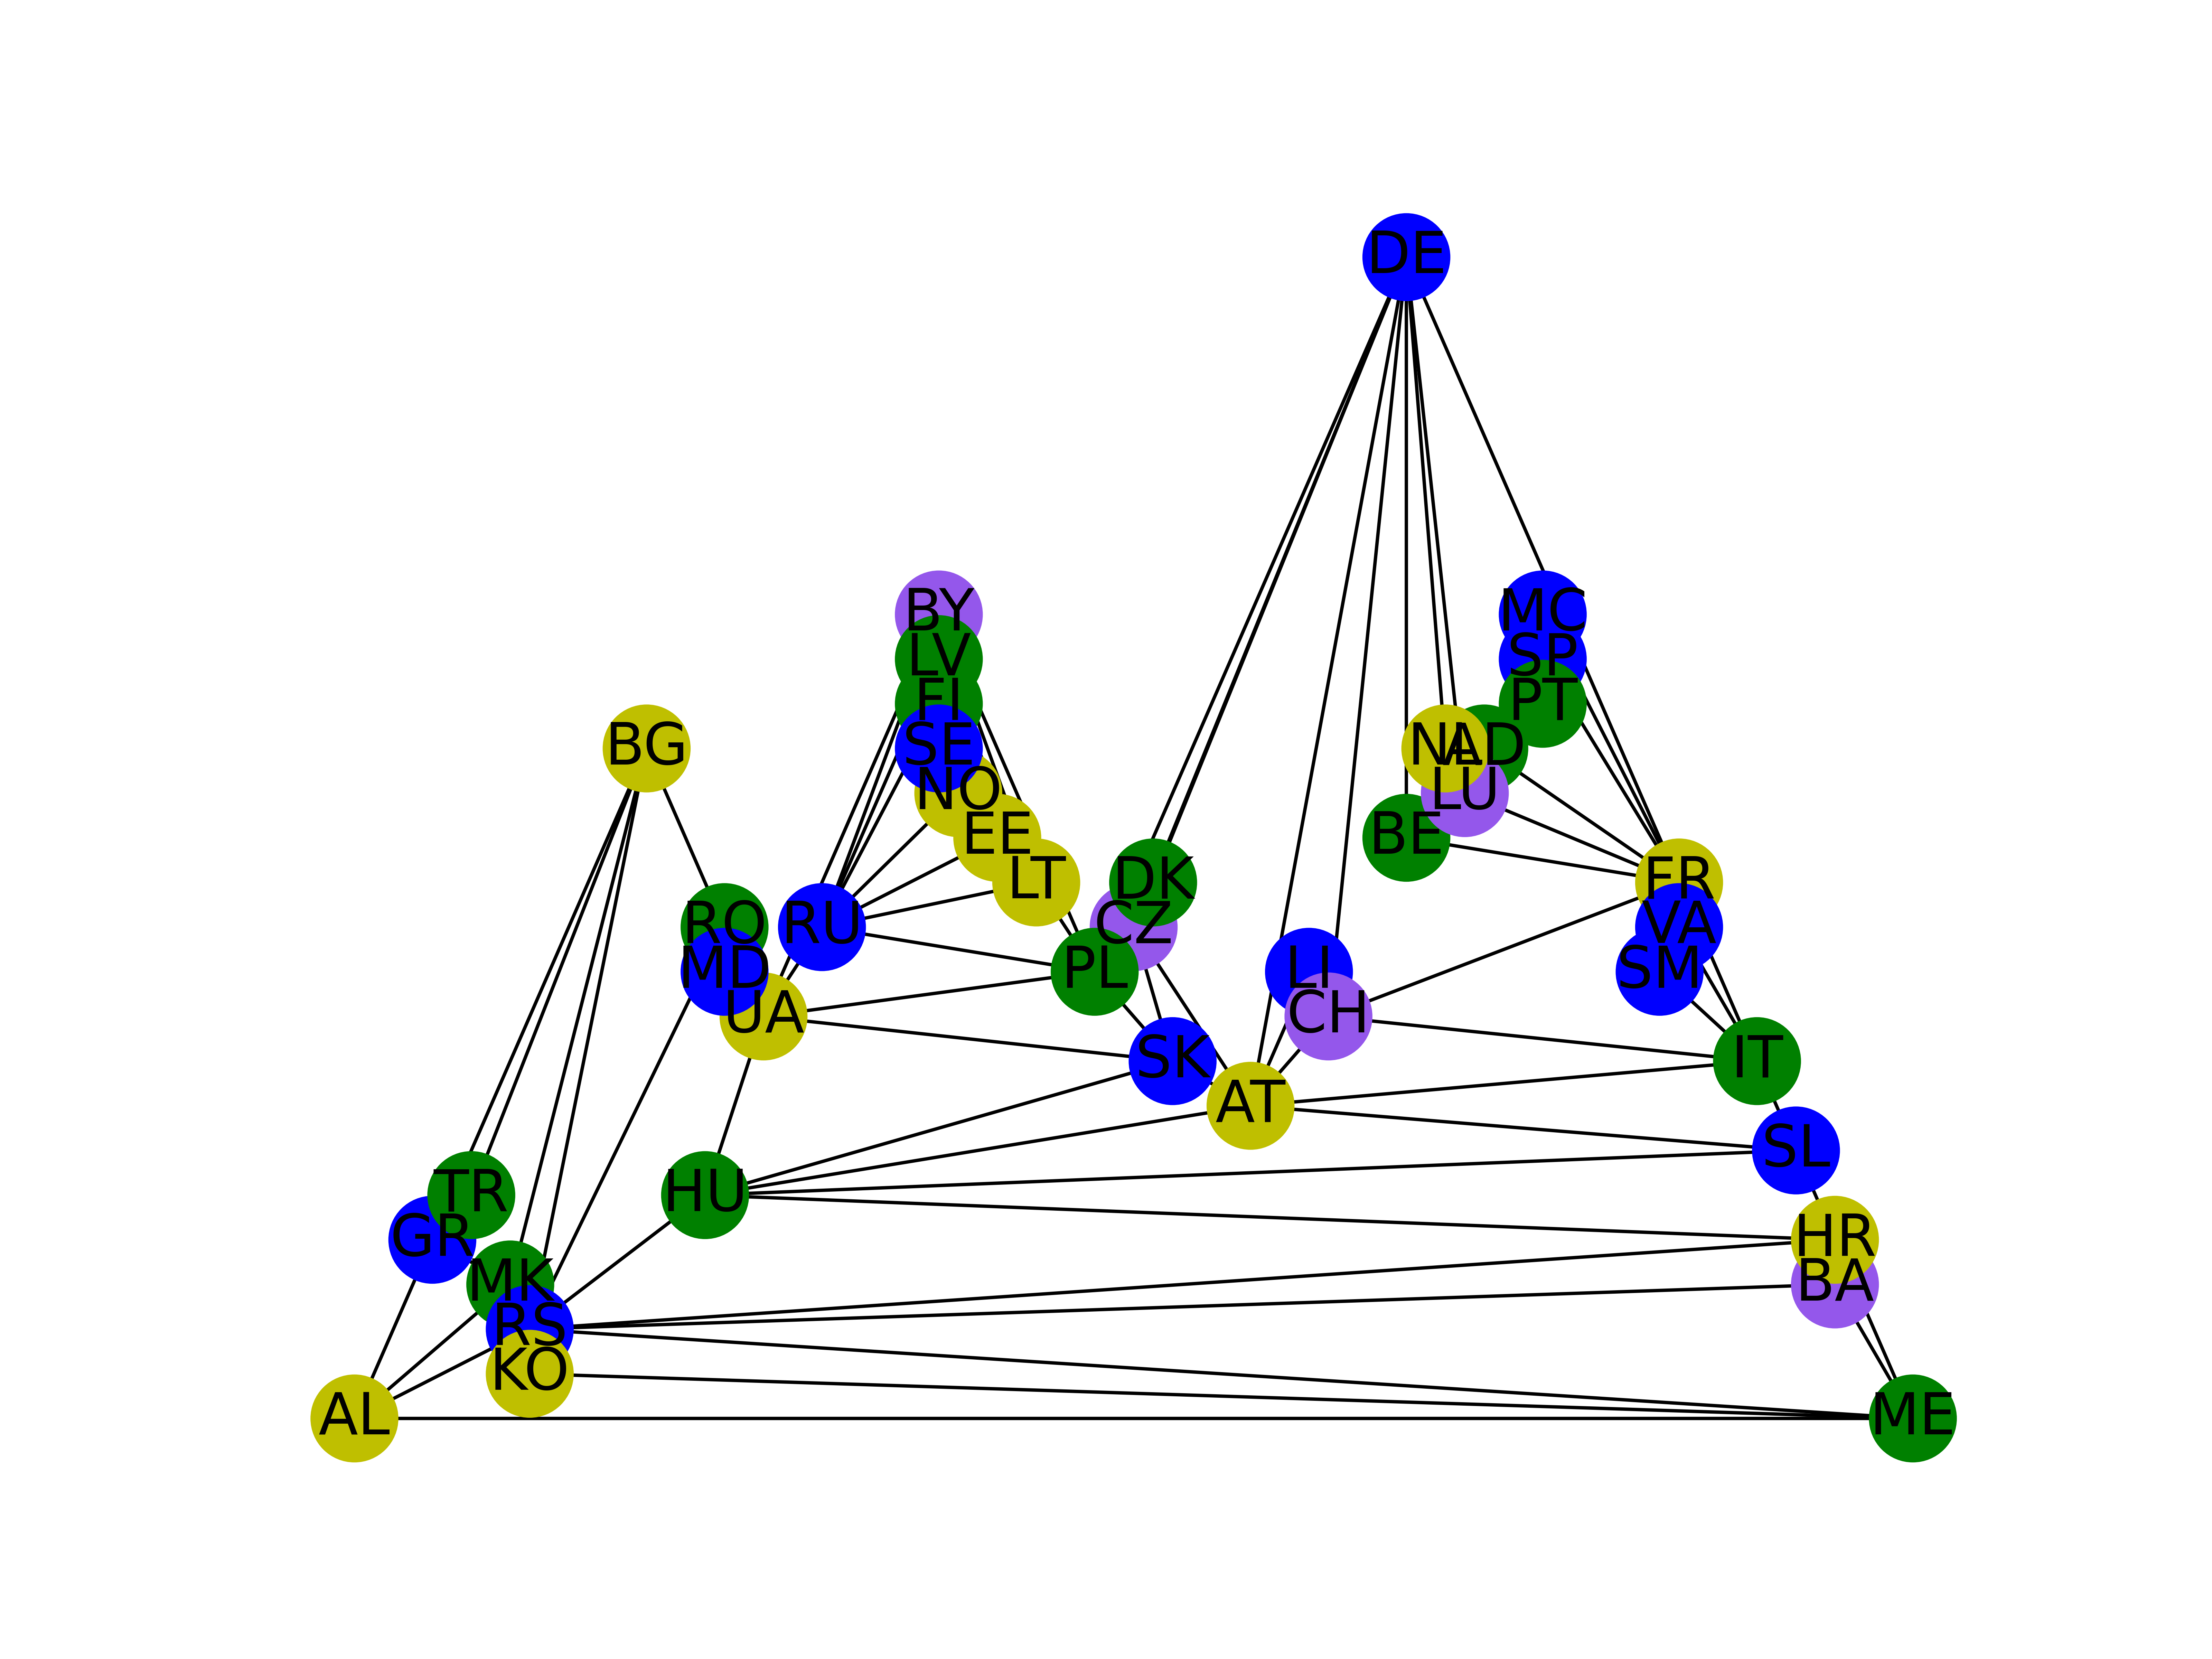 DE
BY
MC
LV
SP
FI
PT
BG
SE
NL
AD
NO
LU
EE
BE
LT
DK
FR
RO
RU
CZ
VA
MD
PL
LI
SM
UA
CH
SK
IT
AT
SL
TR
HU
GR
HR
MK
BA
RS
KO
AL
ME